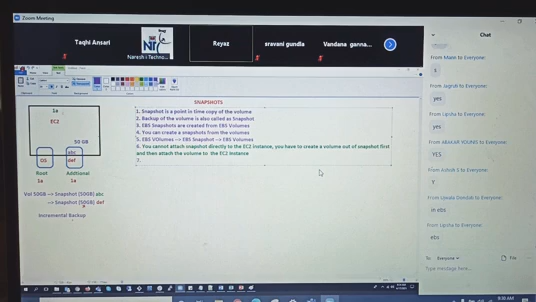 Zoom Meeting
Taqhi Ansari
Naresh i Techno...
Reyaz
sravani gundla
Vandana ganna...
SNAPSHOTS
1a
EC2
50 GB
OS
abc
def
Root
Additional
1a
1a
Vol 50GB -> Snapshot [50GB] abc
-> Snapshot [50GB] def
Incremental Backup
1. Snapshot is a point in time copy of the volume
2. Backup of the volume is also called as Snapshot
3. EBS Snapshots are created from EBS Volumes
4. You can create a snapshots from the volumes
5. EBS VOlumes --> EBS Snapshot --> EBS Volumes
6. You cannot attach snapshot directly to the EC2 instance, you have to create a volume out of snapshot first
and then attach the volume to the EC2 instance
7.
Chat
From Manin to Everyone:
s
From Jagruti to Everyone:
yes
From Lipsha to Everyone:
yes
From ABAKAR YOUNIS to Everyone:
YES
From Ashish S to Everyone:
Y
From Lovely Dondeti to Everyone:
in ebs
From Lipsha to Everyone:
ebs
To: Everyone
File
Type message here...
9:30 AM